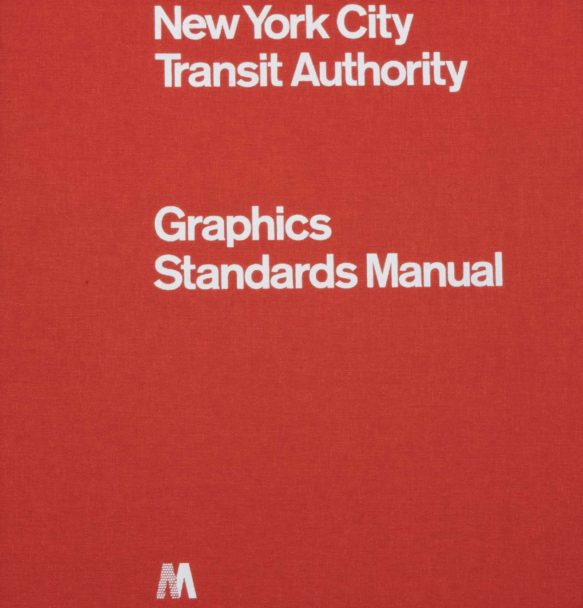 New York City
Transit Authority
Graphics
Standards Manual
M